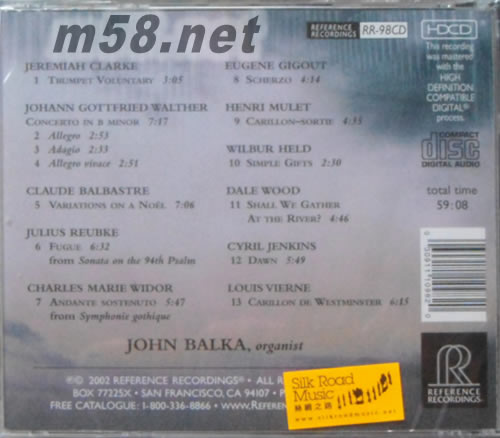 m58.net
REFERENCE RECORDINGS
RR-98CD
HDCD
This recording
was mastered
with the
HIGH
DEFINITION
COMPATIBLE
DIGITAL®
process.
COMPACT
disc
DIGITAL AUDIO
total time
59:08
JEREMIAH CLARKE
1 TRUMPET VOLUNTARY 3:05
JOHANN GOTTFRIED WALTHER
CONCERTO IN B MINOR 7:17
2 Allegro 2:53
3 Adagio 2:33
4 Allegro vivace 2:51
CLAUDE BALBASTRE
5 VARIATIONS ON A NOËL 7:06
JULIUS REUBKE
6 FUGUE 6:32
from Sonata on the 94th Psalm
CHARLES MARIE WIDOR
7 ANDANTE SOSTENUTO 5:47
from Symphonie gothique
EUGENE GIGOUT
8 SCHERZO 4:14
HENRI MULET
9 CARILLON-SORTIE 4:35
WILBUR HELD
10 SIMPLE GIFTS 2:30
DALE WOOD
11 SHALL WE GATHER
AT THE RIVER? 4:46
CYRIL JENKINS
12 DAWN 5:49
LOUIS VIERNE
13 CARILLON DE WESTMINSTER 6:15
JOHN BALKA, organist
Silk Road
Music
絲綢之路
www.silkroadmusic.net
R
REFERENCE
RECORDINGS
℗© 2002 REFERENCE RECORDINGS® • ALL
BOX 77225X • SAN FRANCISCO, CA 94107 •
FREE CATALOGUE: 1-800-336-8866 •